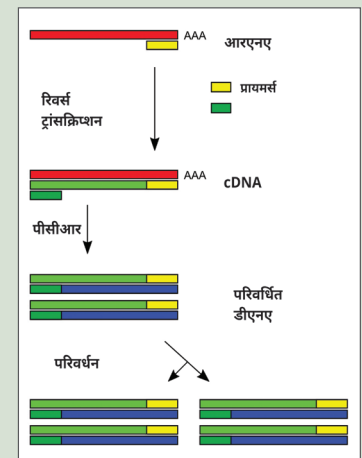 AAA
आरएनए
प्रायमर्स
रिवर्स
ट्रांसक्रिप्शन
AAA
cDNA
पीसीआर
परिवर्धित
डीएनए
परिवर्धन